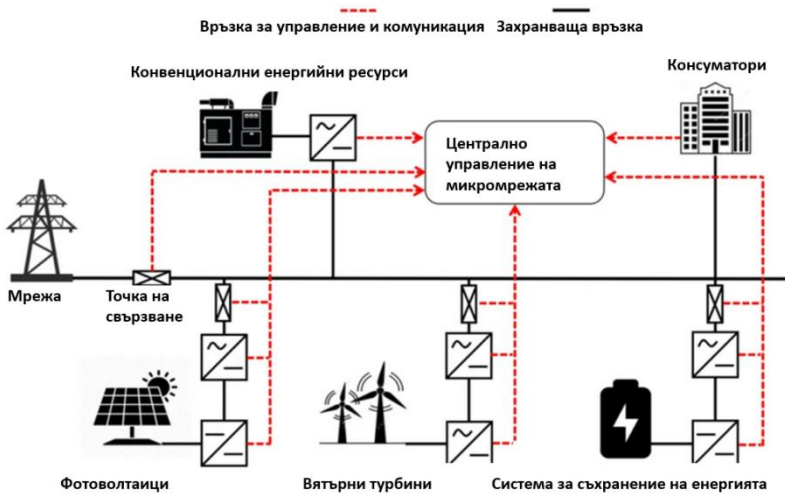 Връзка за управление и комуникация Захранваща връзка
Конвенционални енергийни ресурси
Консуматори
Централно
управление на
микромрежата
Мрежа
Точка на
свързване
Фотоволтаици
Вятърни турбини
Система за съхранение на енергията